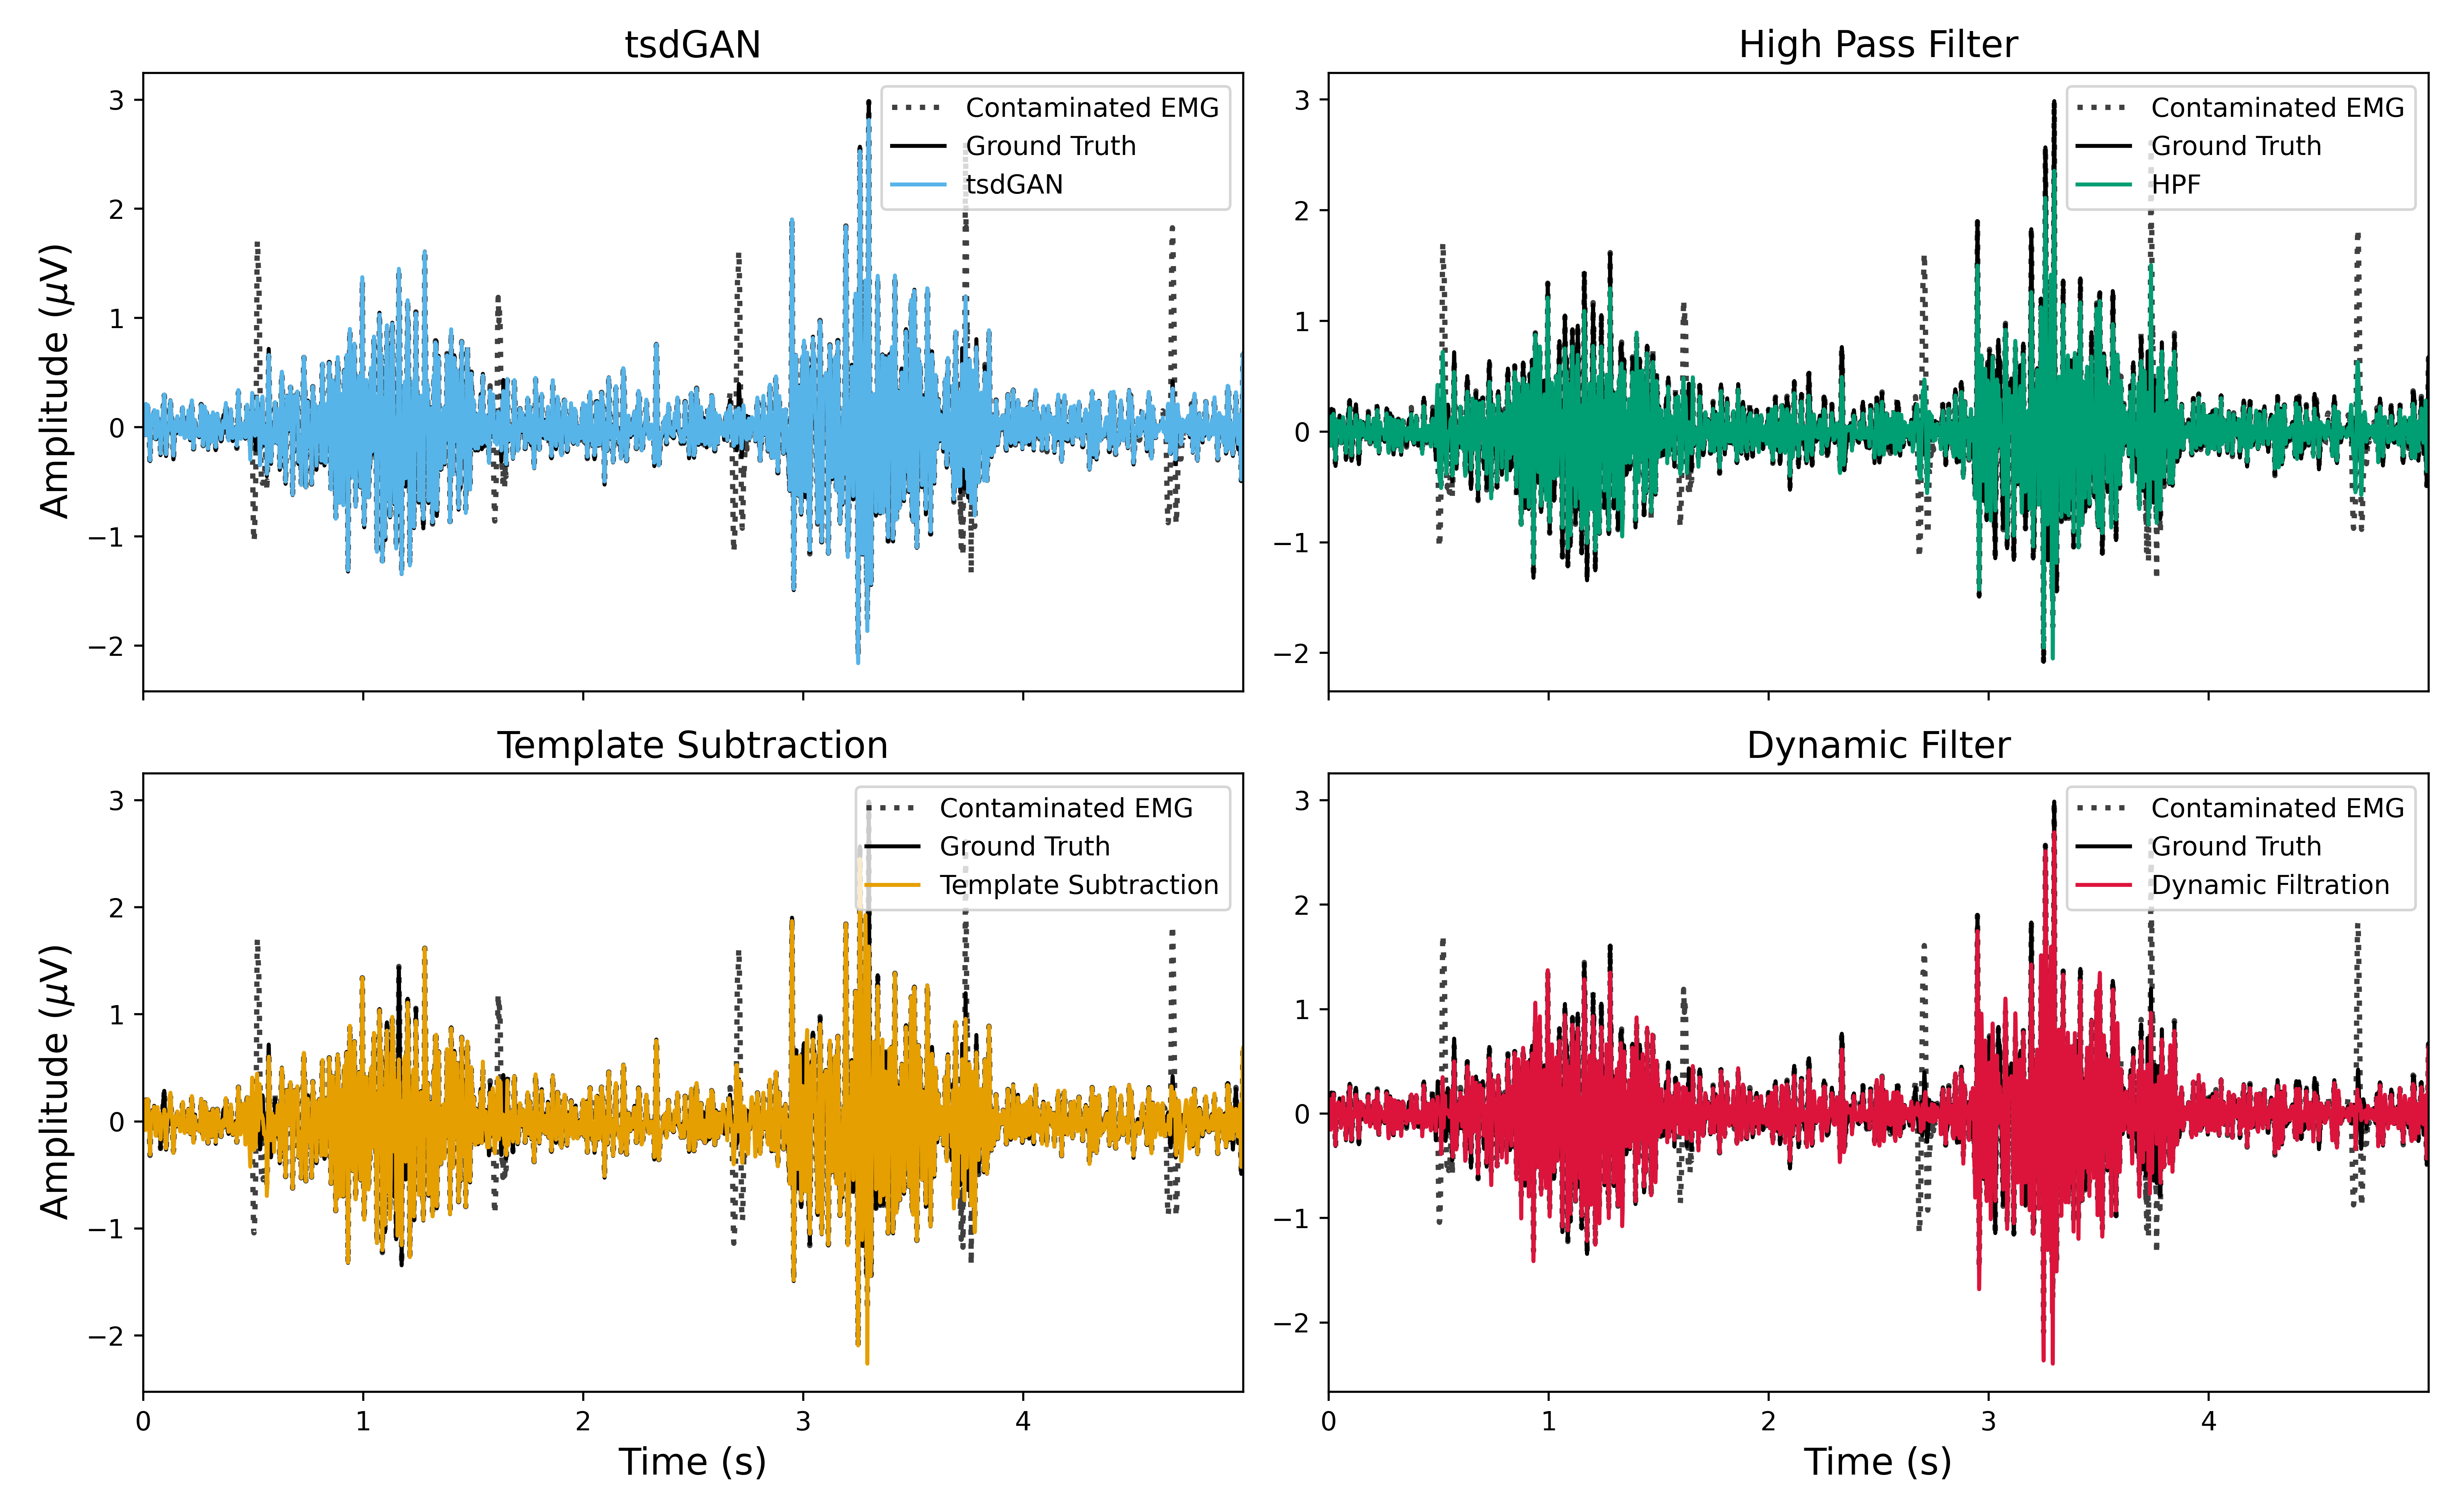 tsdGAN
Contaminated EMG
Ground Truth
tsdGAN
3
2
1
0
−1
−2
Amplitude (μV)
High Pass Filter
Contaminated EMG
Ground Truth
HPF
3
2
1
0
−1
−2
Template Subtraction
Contaminated EMG
Ground Truth
Template Subtraction
3
2
1
0
−1
−2
Amplitude (μV)
0 1 2 3 4
Time (s)
Dynamic Filter
Contaminated EMG
Ground Truth
Dynamic Filtration
3
2
1
0
−1
−2
0 1 2 3 4
Time (s)